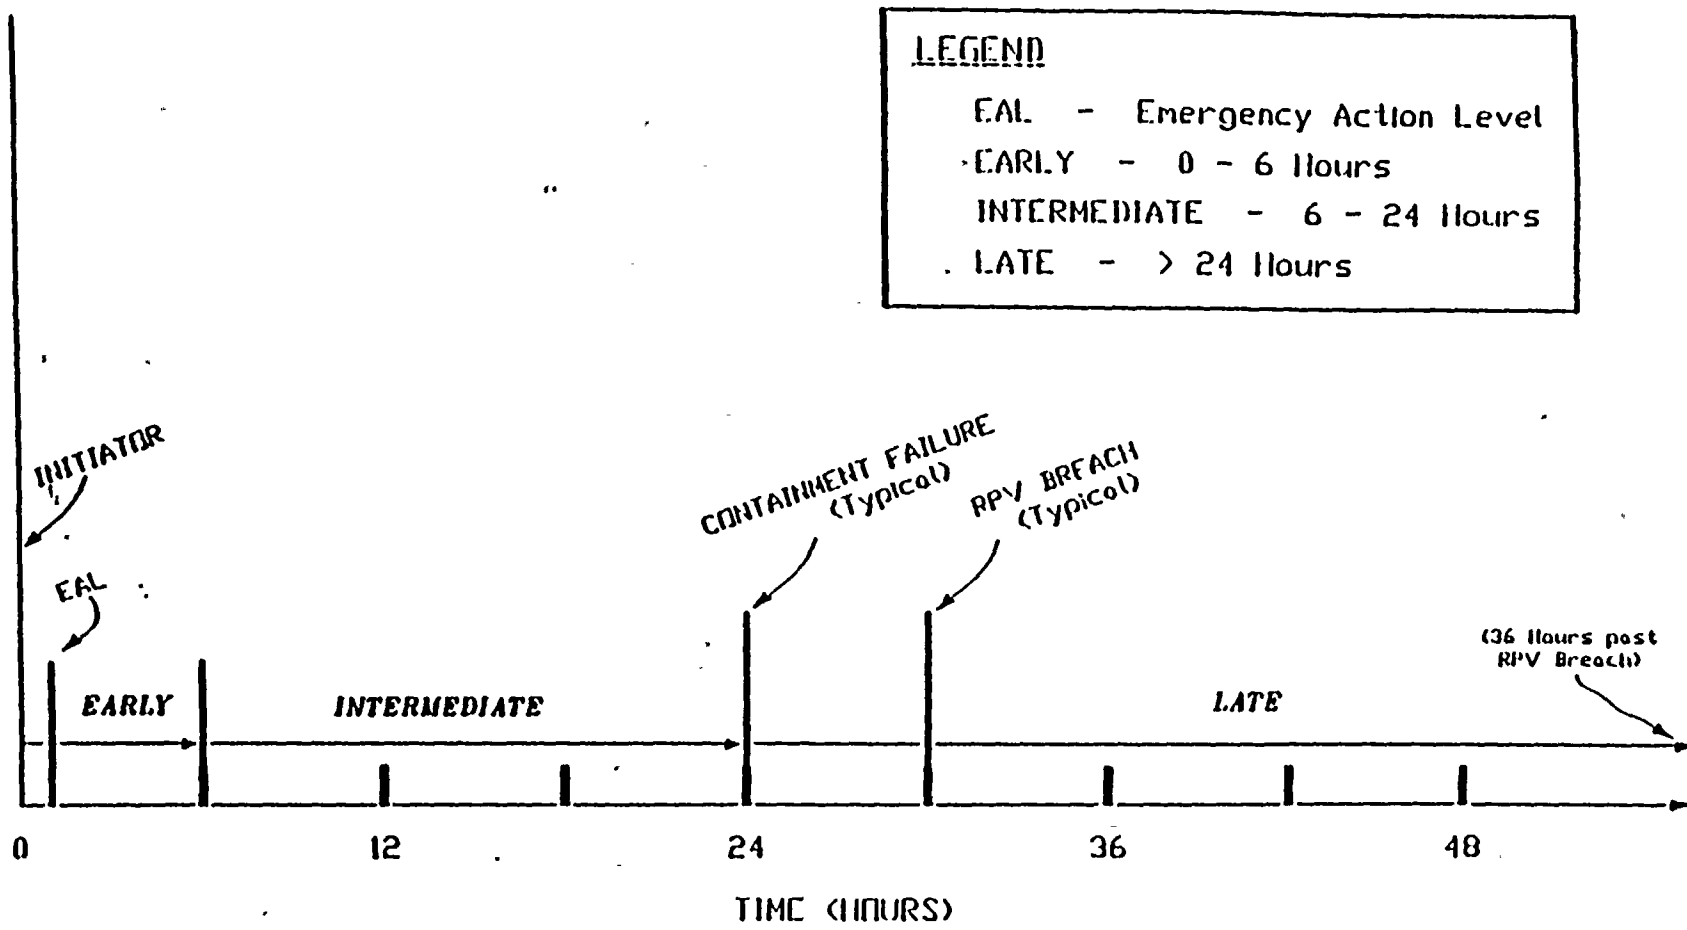 LEGEND
EAL - Emergency Action Level
EARLY - 0 - 6 Hours
INTERMEDIATE - 6 - 24 Hours
LATE - > 24 Hours
INITIATOR
EAL
CONTAINMENT FAILURE
(Typical)
RPV BREACH
(Typical)
(36 Hours post
RPV Breach)
EARLY
INTERMEDIATE
LATE
0 12 24 36 48
TIME (HOURS)